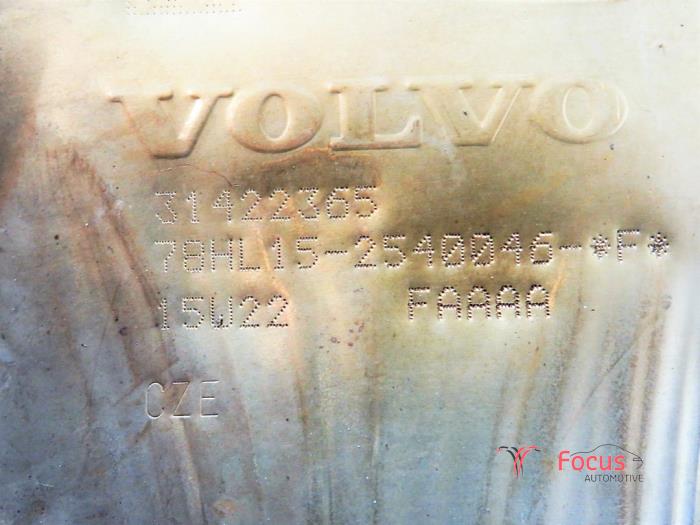 VOLVO
31422365
78HL15-2540046-*F*
15W22 FAAAA
CZE
Focus
AUTOMOTIVE